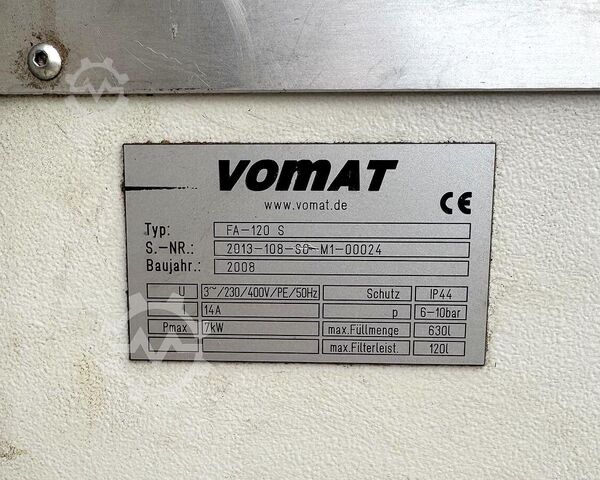 VOMAT
www.vomat.de
CE
Typ: FA-120 S
S.-NR.: 2013-108-SO-M1-00024
Baujahr.: 2008
U 3~/230/400V/PE/50Hz Schutz IP44
14A p 6-10bar
Pmax 7kW max.Füllmenge 630l
max.Filterleist. 120l